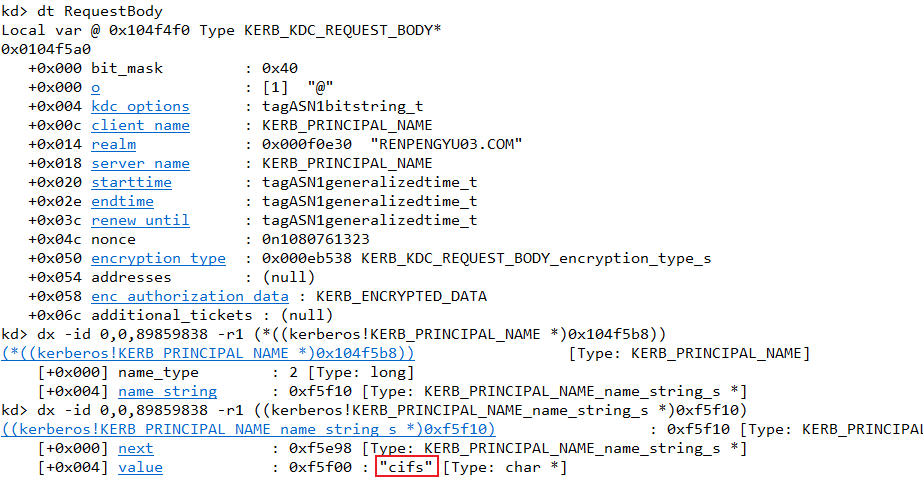 kd> dt RequestBody
Local var @ 0x104f4f0 Type KERB_KDC_REQUEST_BODY*
0x0104f5a0
   +0x000 bit_mask         : 0x40
   +0x000 o                : [1]  "@"
   +0x004 kdc_options      : tagASN1bitstring_t
   +0x00c client_name      : KERB_PRINCIPAL_NAME
   +0x014 realm            : 0x000f0e30  "RENPENGYU03.COM"
   +0x018 server_name      : KERB_PRINCIPAL_NAME
   +0x020 starttime        : tagASN1generalizedtime_t
   +0x02e endtime          : tagASN1generalizedtime_t
   +0x03c renew_until      : tagASN1generalizedtime_t
   +0x04c nonce            : 0n1080761323
   +0x050 encryption_type  : 0x000eb538 KERB_KDC_REQUEST_BODY_encryption_type_s
   +0x054 addresses        : (null)
   +0x058 enc_authorization_data : KERB_ENCRYPTED_DATA
   +0x06c additional_tickets : (null)
kd> dx -id 0,0,89859838 -r1 (*((kerberos!KERB_PRINCIPAL_NAME *)0x104f5b8))
(*((kerberos!KERB_PRINCIPAL_NAME *)0x104f5b8))                 [Type: KERB_PRINCIPAL_NAME]
    [+0x000] name_type        : 2 [Type: long]
    [+0x004] name_string      : 0xf5f10 [Type: KERB_PRINCIPAL_NAME_name_string_s *]
kd> dx -id 0,0,89859838 -r1 ((kerberos!KERB_PRINCIPAL_NAME_name_string_s *)0xf5f10)
((kerberos!KERB_PRINCIPAL_NAME_name_string_s *)0xf5f10)                 : 0xf5f10 [Type: KERB_PRINCIPAL
    [+0x000] next             : 0xf5e98 [Type: KERB_PRINCIPAL_NAME_name_string_s *]
    [+0x004] value            : 0xf5f00 : "cifs" [Type: char *]